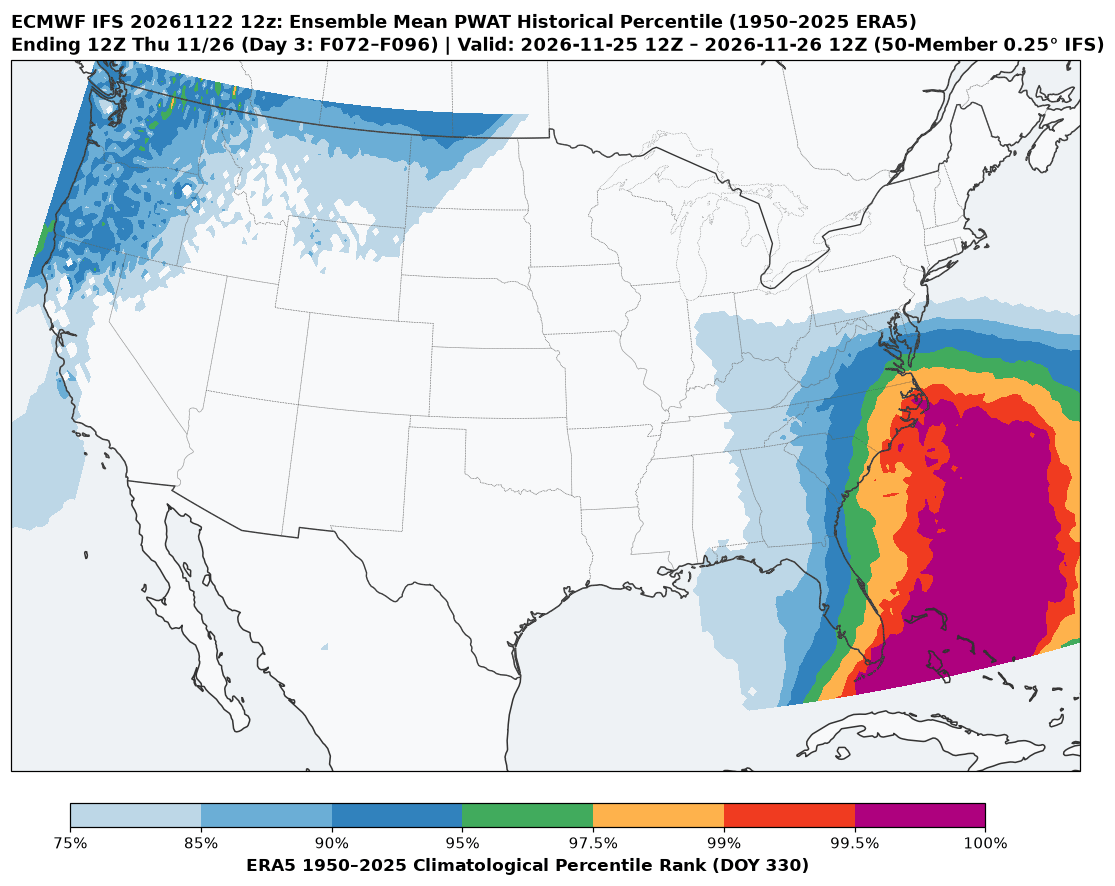 ECMWF IFS 20261122 12z: Ensemble Mean PWAT Historical Percentile (1950–2025 ERA5)
Ending 12Z Thu 11/26 (Day 3: F072–F096) | Valid: 2026-11-25 12Z – 2026-11-26 12Z (50-Member 0.25° IFS)
75% 85% 90% 95% 97.5% 99% 99.5% 100%
ERA5 1950–2025 Climatological Percentile Rank (DOY 330)